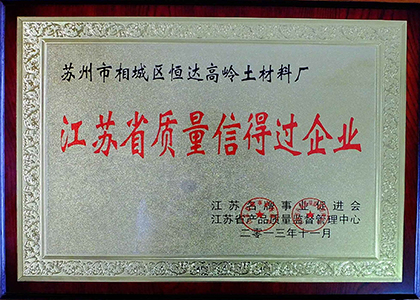 苏州市相城区恒达高岭土材料厂
江苏省质量信得过企业
江苏名牌事业促进会
江苏省产品质量监督管理中心
二零一三年十一月